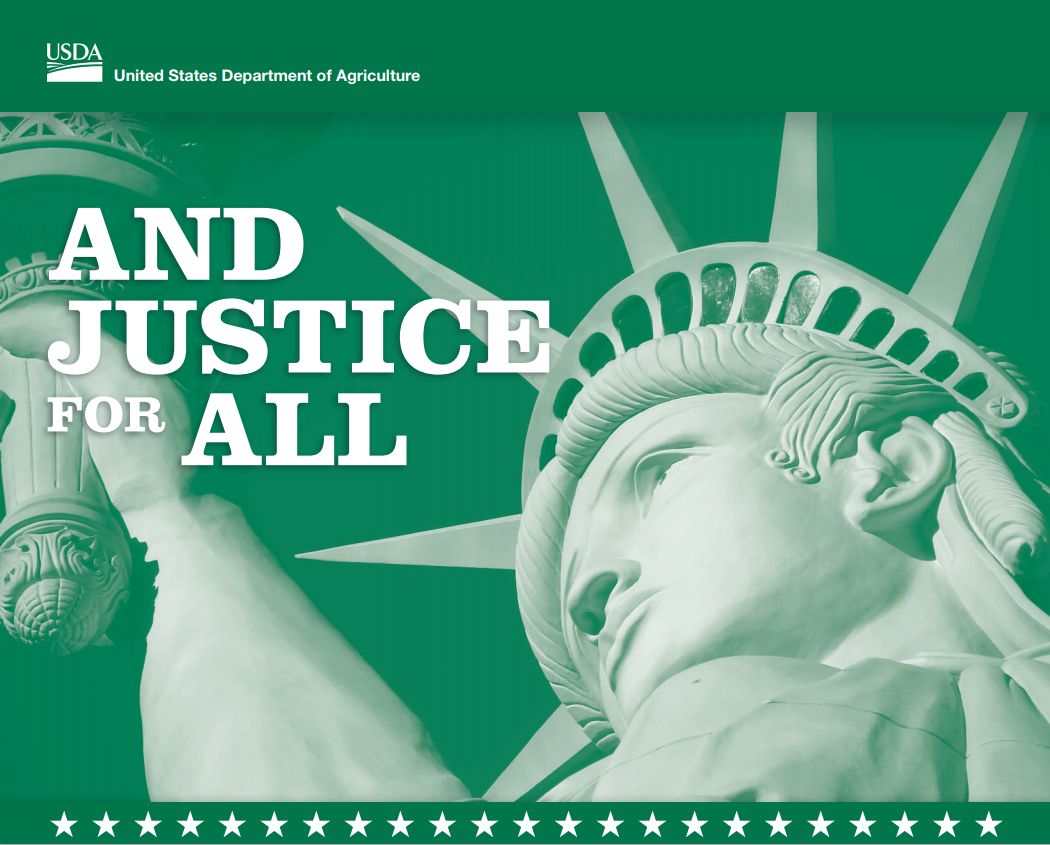 USDA
United States Department of Agriculture
AND
JUSTICE
FOR ALL